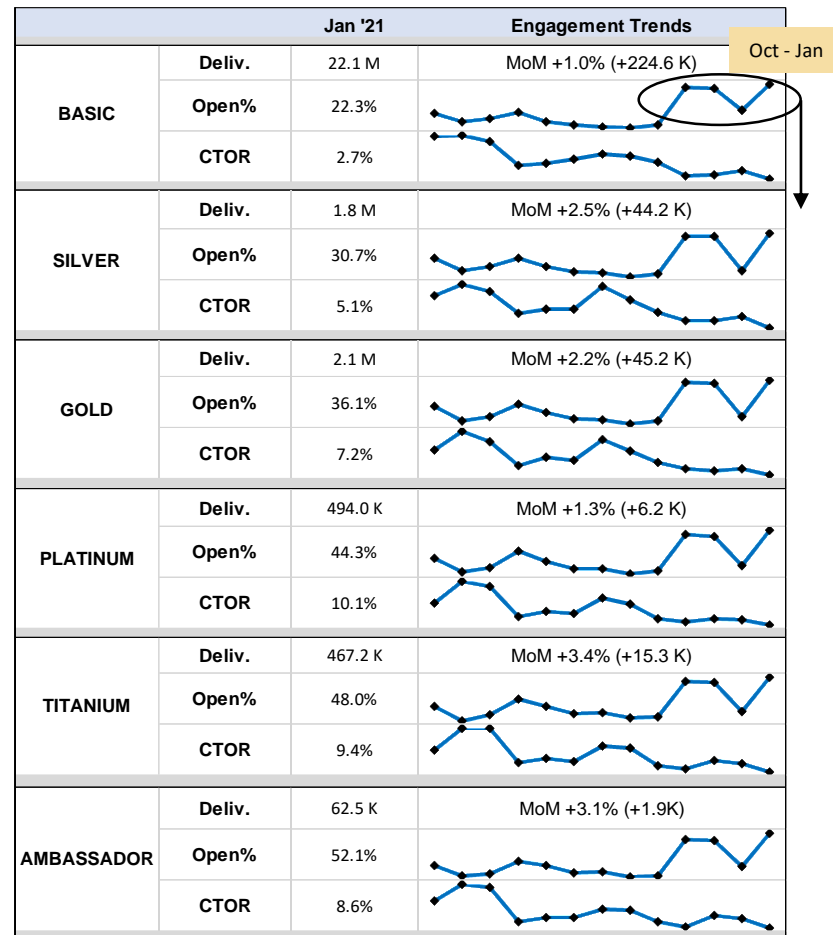 Jan '21 Engagement Trends
Oct - Jan
BASIC
Deliv. 22.1 M MoM +1.0% (+224.6 K)
Open% 22.3%
CTOR 2.7%
SILVER
Deliv. 1.8 M MoM +2.5% (+44.2 K)
Open% 30.7%
CTOR 5.1%
GOLD
Deliv. 2.1 M MoM +2.2% (+45.2 K)
Open% 36.1%
CTOR 7.2%
PLATINUM
Deliv. 494.0 K MoM +1.3% (+6.2 K)
Open% 44.3%
CTOR 10.1%
TITANIUM
Deliv. 467.2 K MoM +3.4% (+15.3 K)
Open% 48.0%
CTOR 9.4%
AMBASSADOR
Deliv. 62.5 K MoM +3.1% (+1.9K)
Open% 52.1%
CTOR 8.6%